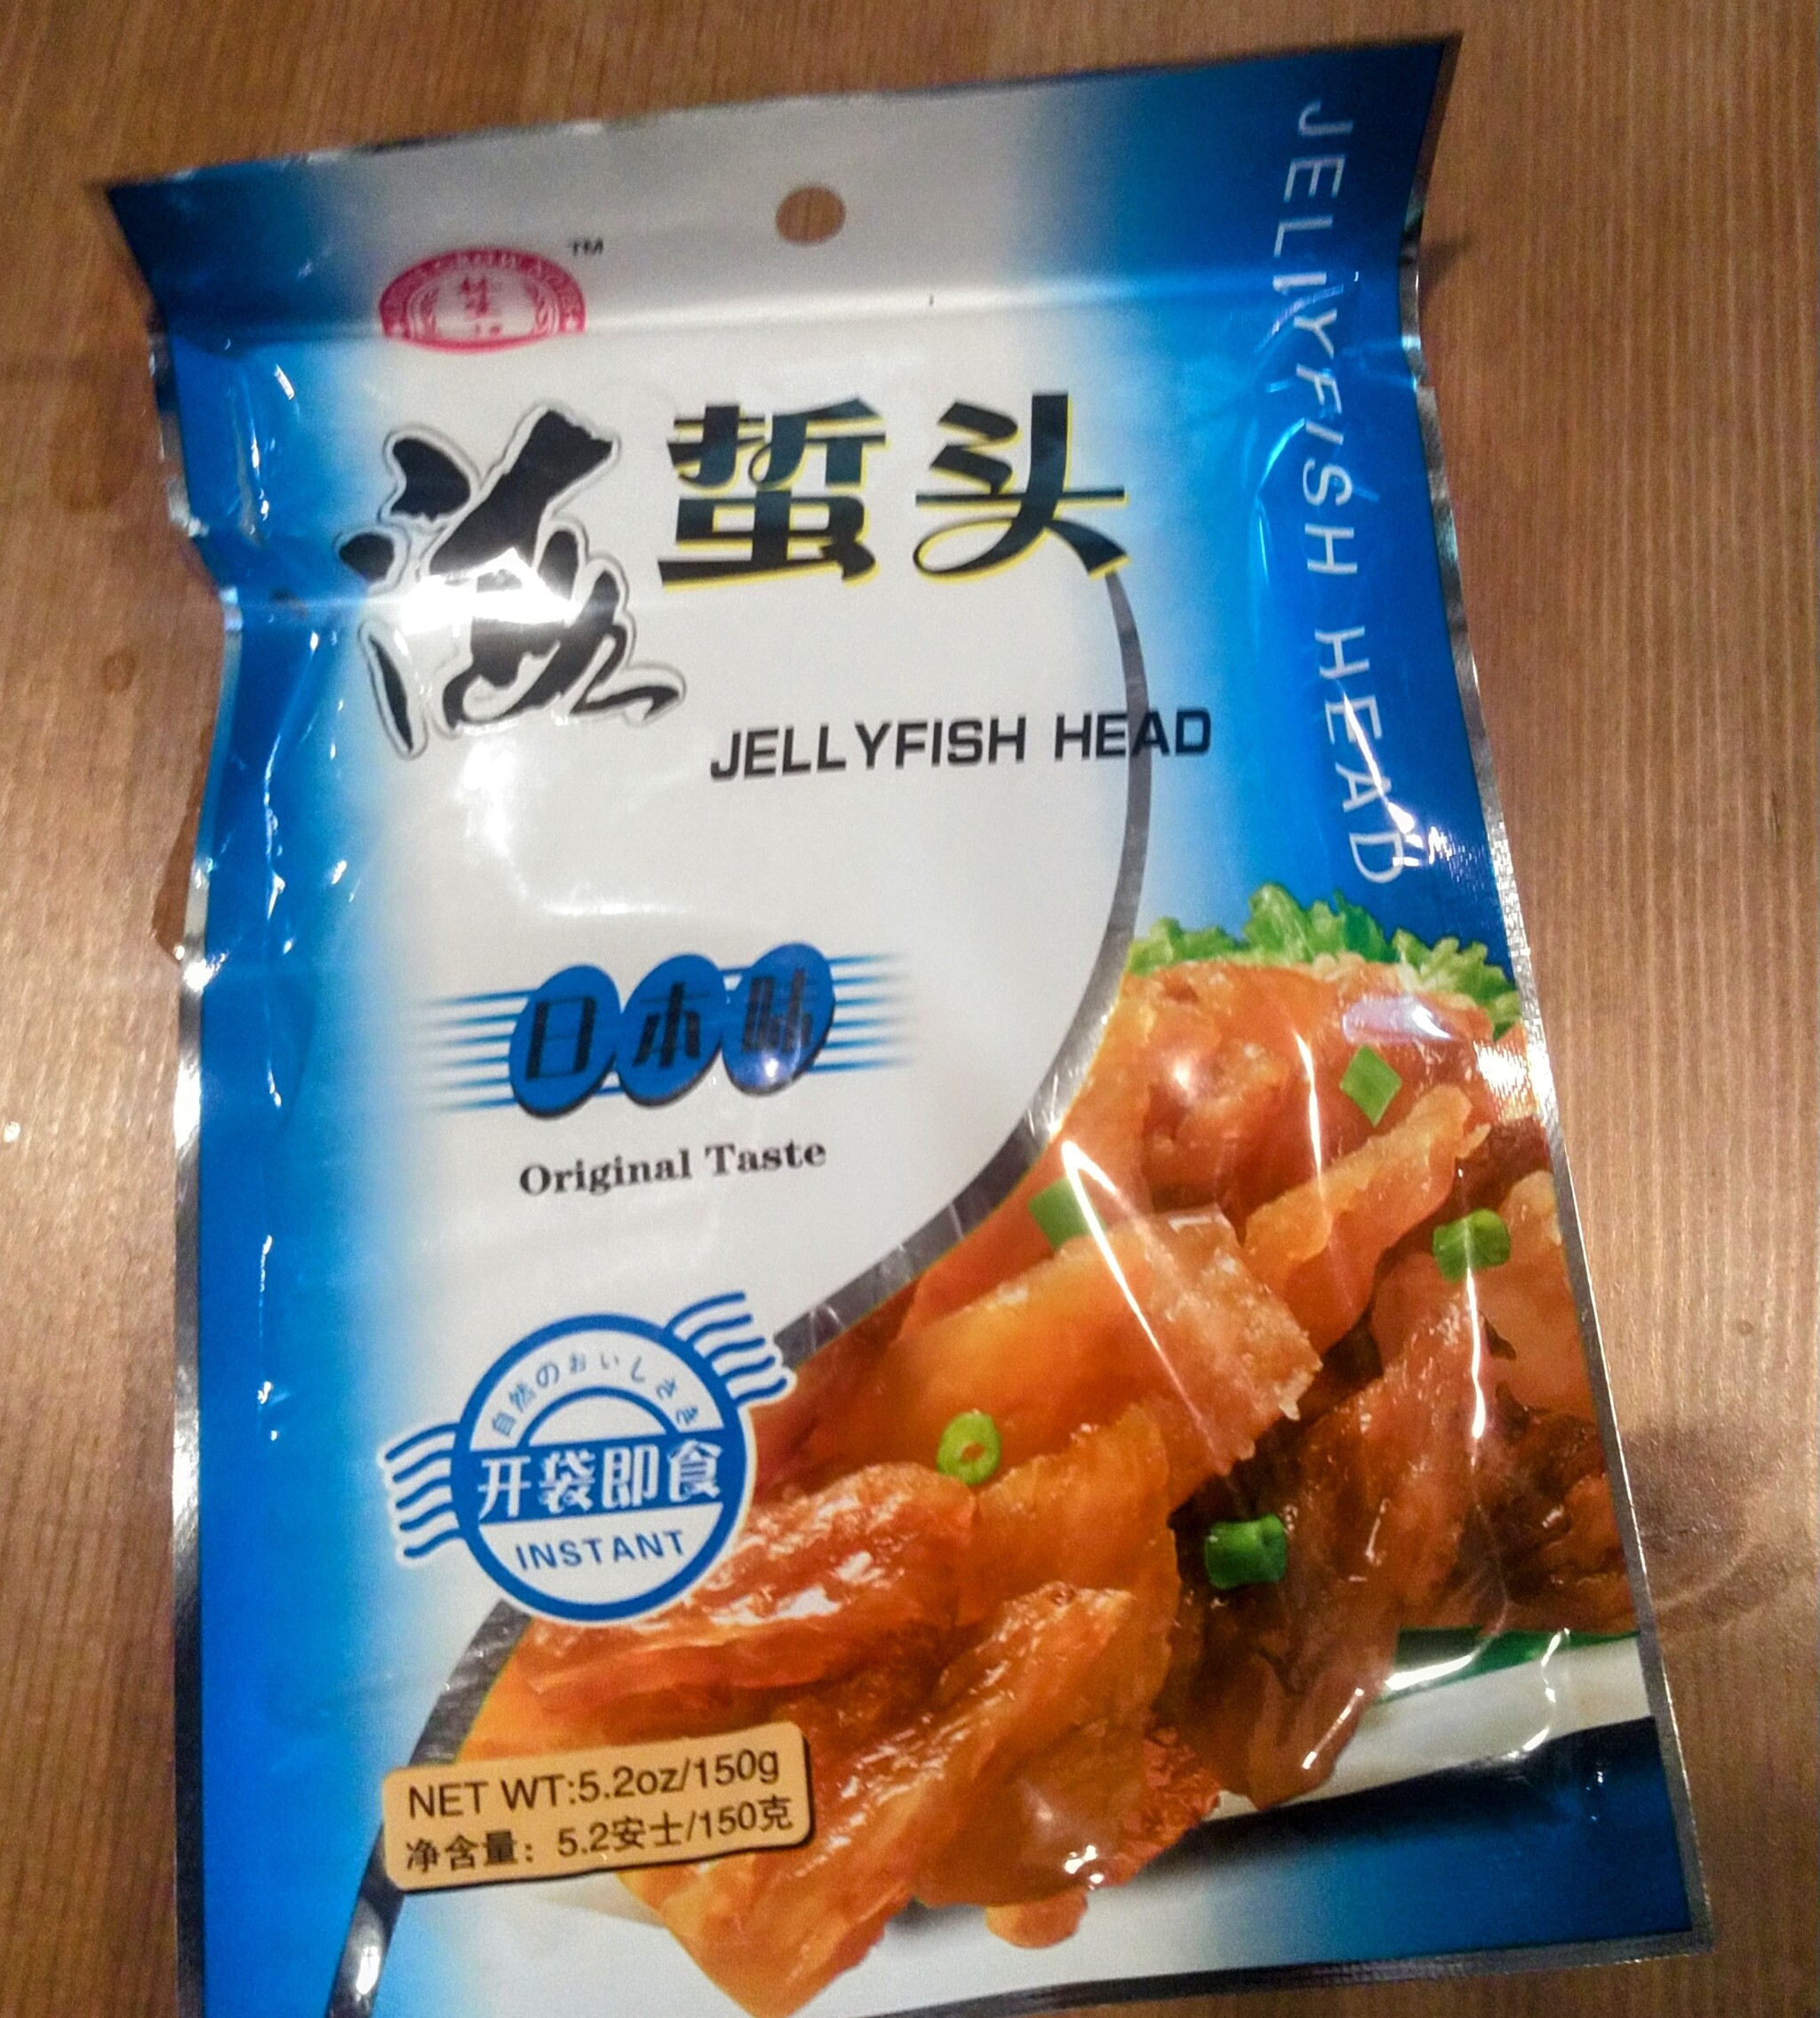 TM
海蜇头
JELLYFISH HEAD
JELLYFISH HEAD
日本味
Original Taste
自然のおいしさを
开袋即食
INSTANT
NET WT:5.2oz/150g
净含量：5.2安士/150克